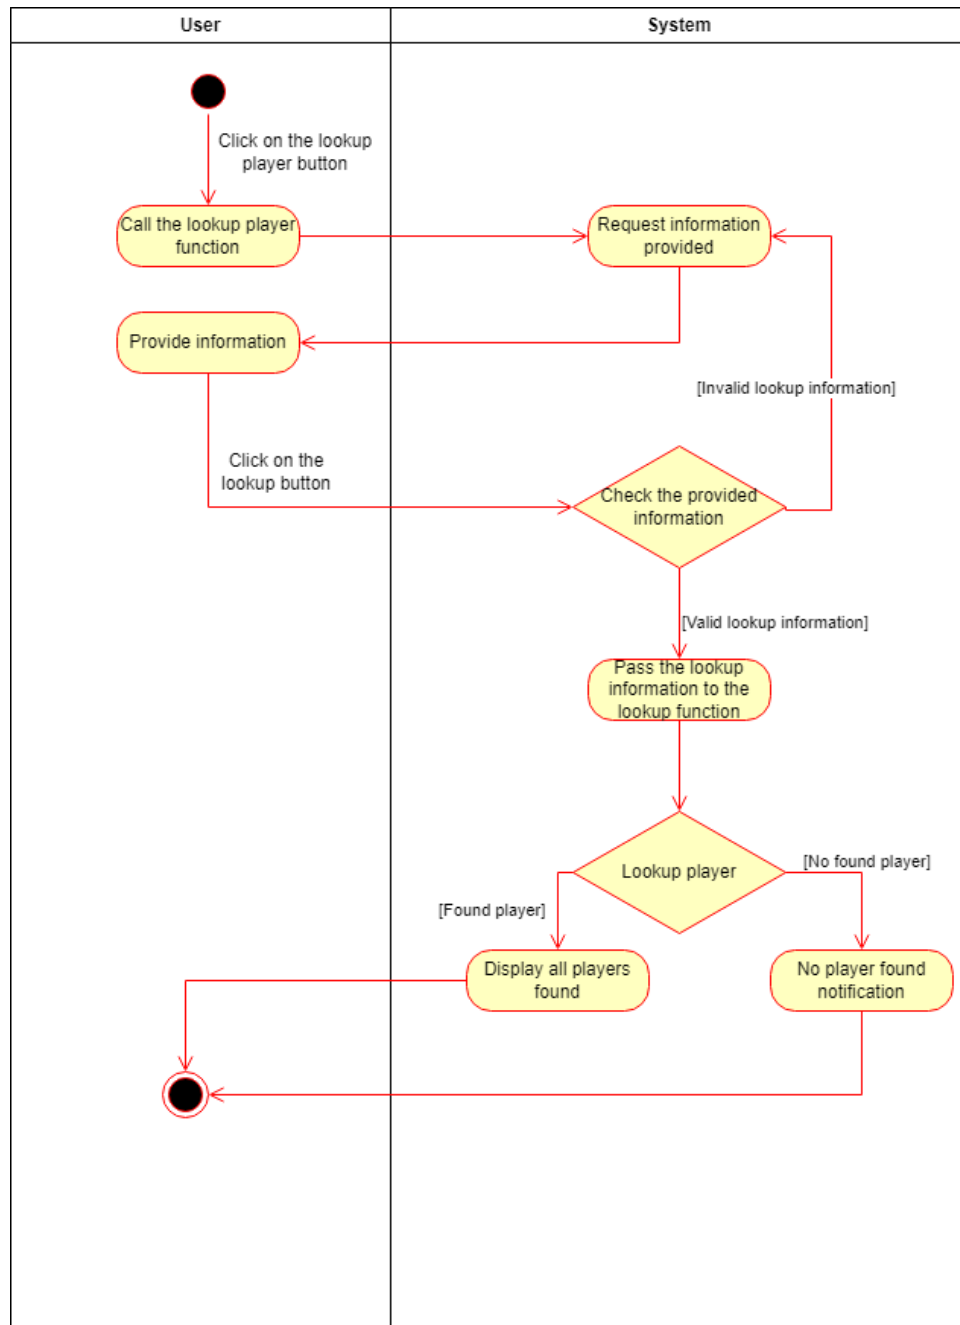 User
System
Click on the lookup
player button
Call the lookup player
function
Request information
provided
Provide information
[Invalid lookup information]
Click on the
lookup button
Check the provided
information
[Valid lookup information]
Pass the lookup
information to the
lookup function
Lookup player
[No found player]
[Found player]
Display all players
found
No player found
notification